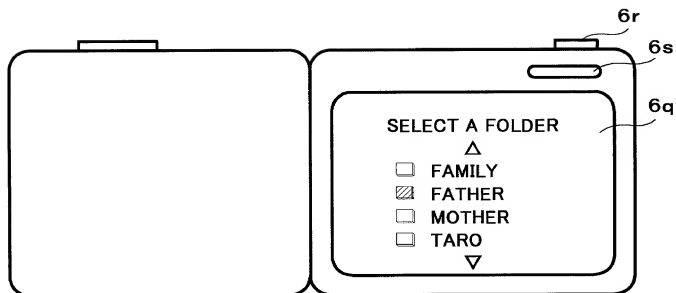 6r
6s
6q
SELECT A FOLDER
FAMILY
FATHER
MOTHER
TARO